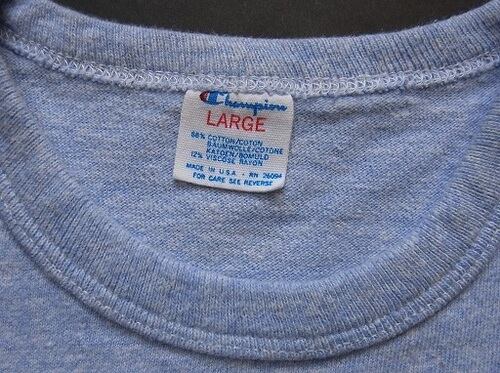 Champion
LARGE
88% COTTON/COTON
BAUMWOLLE/COTONE
KATOEN/BOMULD
12% VISCOSE RAYON
MADE IN U.S.A. - RN 26094
FOR CARE SEE REVERSE